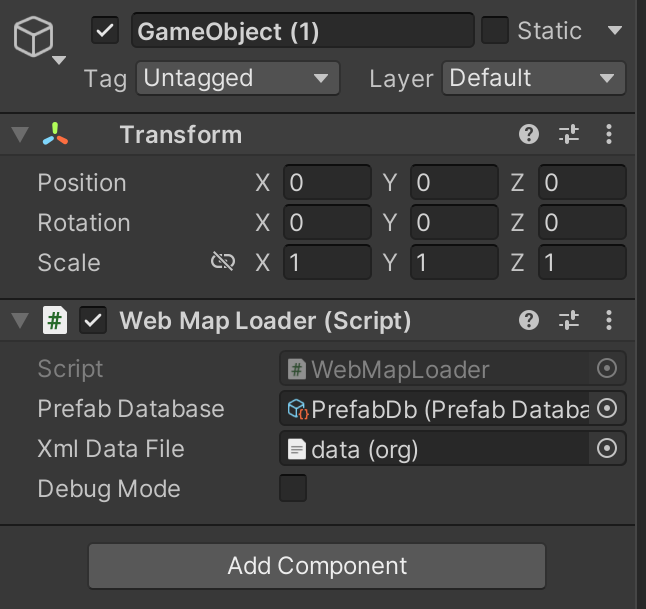 GameObject (1) Static
Tag Untagged Layer Default
Transform
Position X 0 Y 0 Z 0
Rotation X 0 Y 0 Z 0
Scale X 1 Y 1 Z 1
# Web Map Loader (Script)
Script # WebMapLoader
Prefab Database PrefabDb (Prefab Databa
Xml Data File data (org)
Debug Mode
Add Component